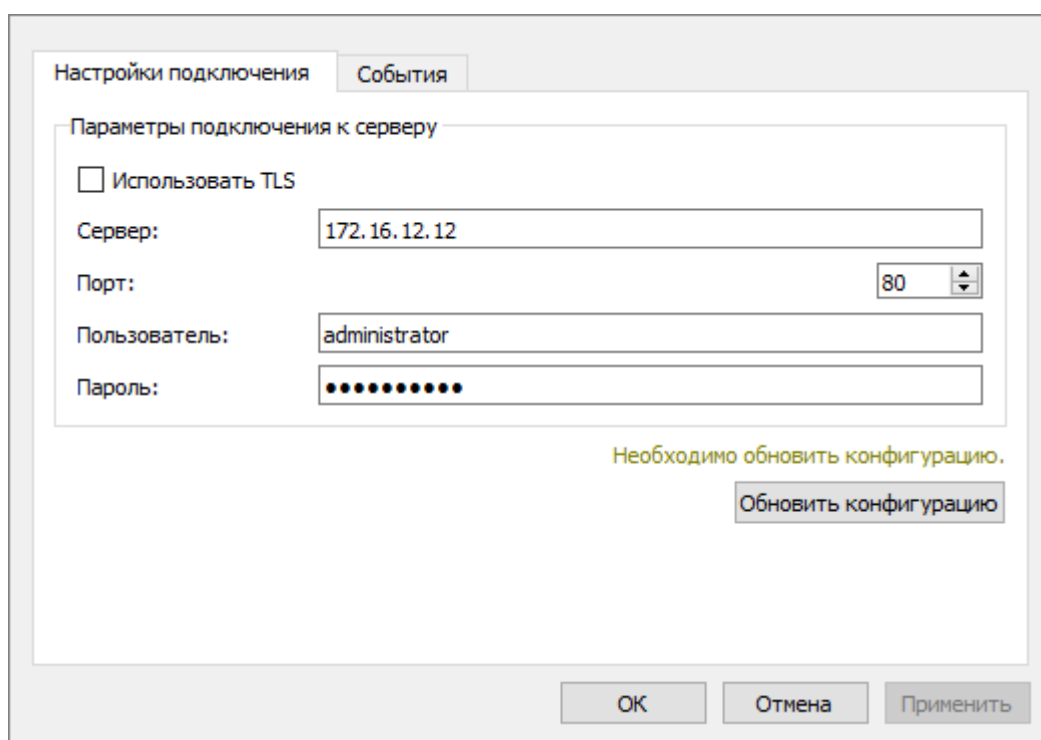 Настройки подключения События
Параметры подключения к серверу
Использовать TLS
Сервер: 172.16.12.12
Порт: 80
Пользователь: administrator
Пароль: ●●●●●●●●●●
Необходимо обновить конфигурацию.
Обновить конфигурацию
ОК Отмена Применить